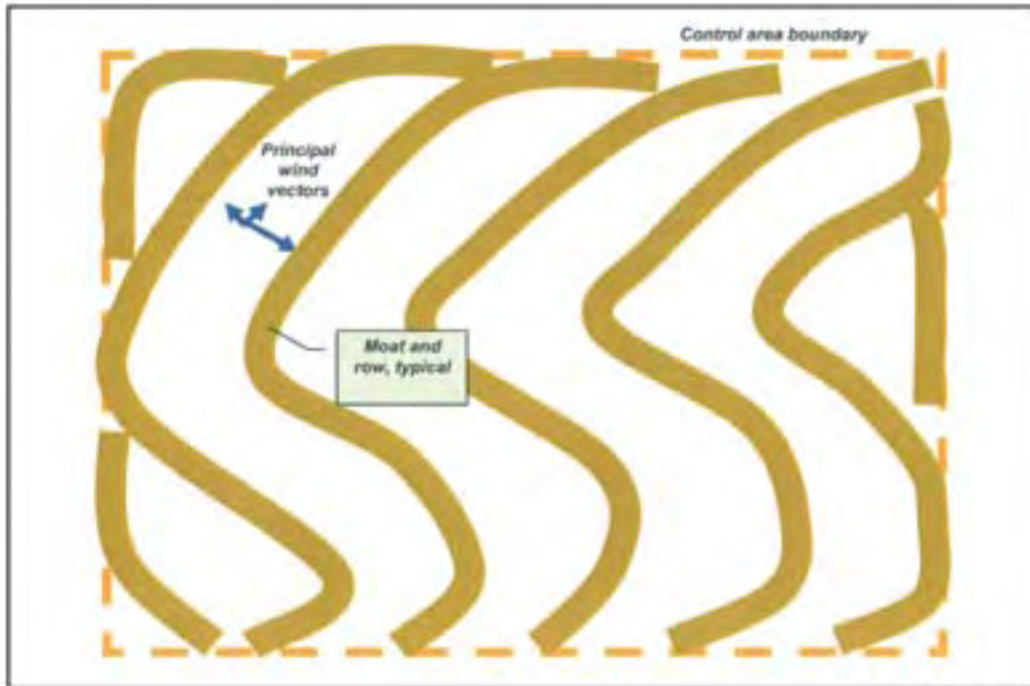 Control area boundary
Principal
wind
vectors
Moat and
row, typical